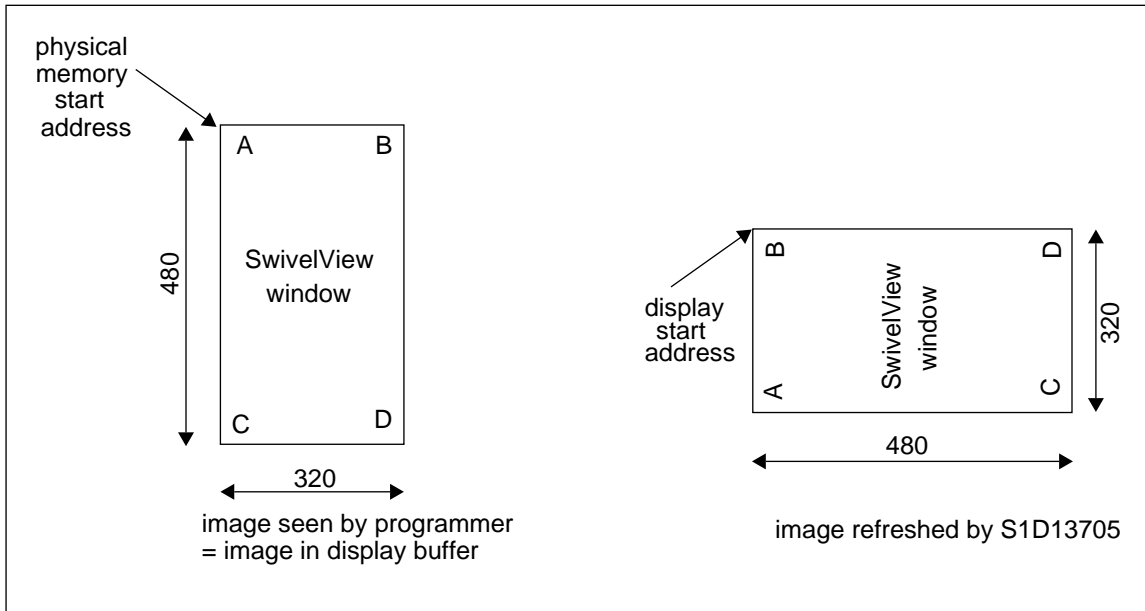 physical
memory
start
address
A
B
480
SwivelView
window
C
D
320
image seen by programmer
= image in display buffer
display
start
address
B
D
SwivelView
window
A
C
320
480
image refreshed by S1D13705